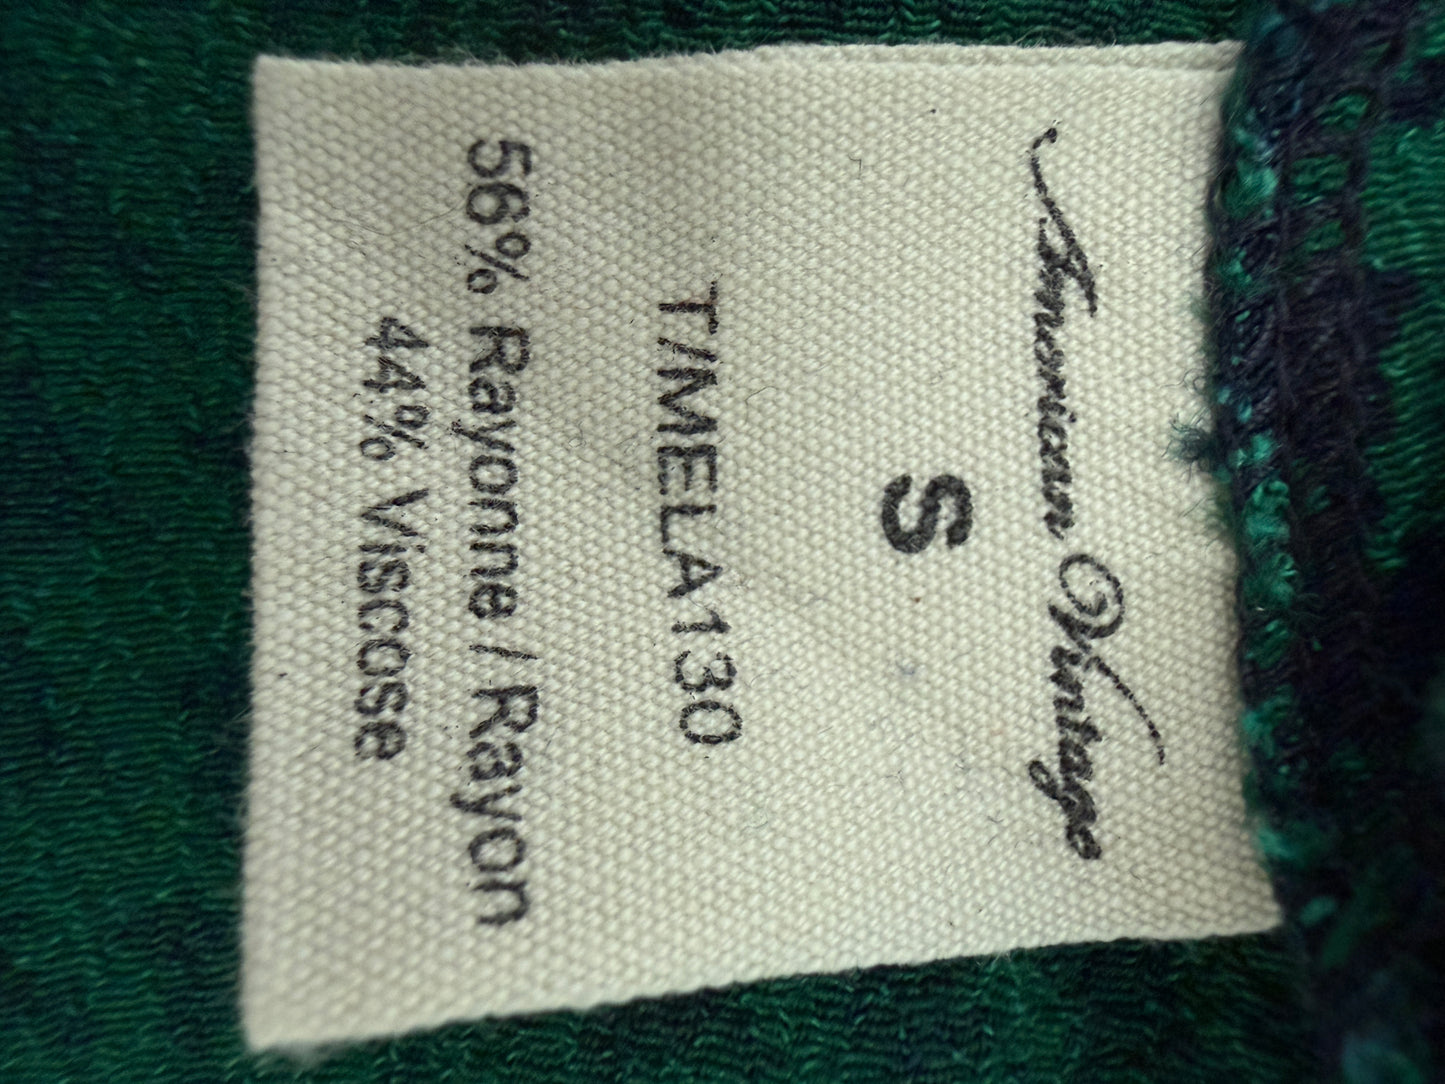 American Vintage
S
T/MELA130
56% Rayonne / Rayon
44% Viscose